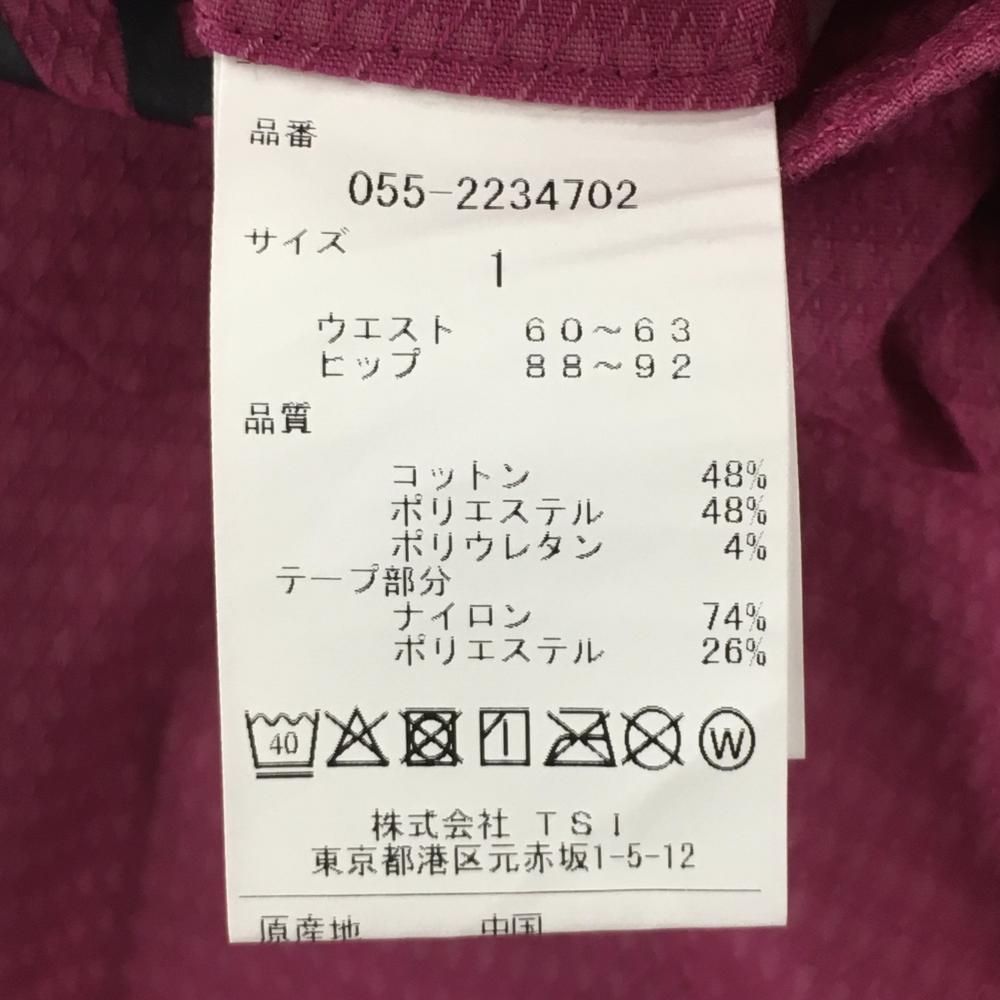 品番
055-2234702
サイズ
1
ウエスト 60～63
ヒップ 88～92
品質
コットン 48%
ポリエステル 48%
ポリウレタン 4%
テープ部分
ナイロン 74%
ポリエステル 26%
40 W
株式会社 TSI
東京都港区元赤坂1-5-12
原産地 中国